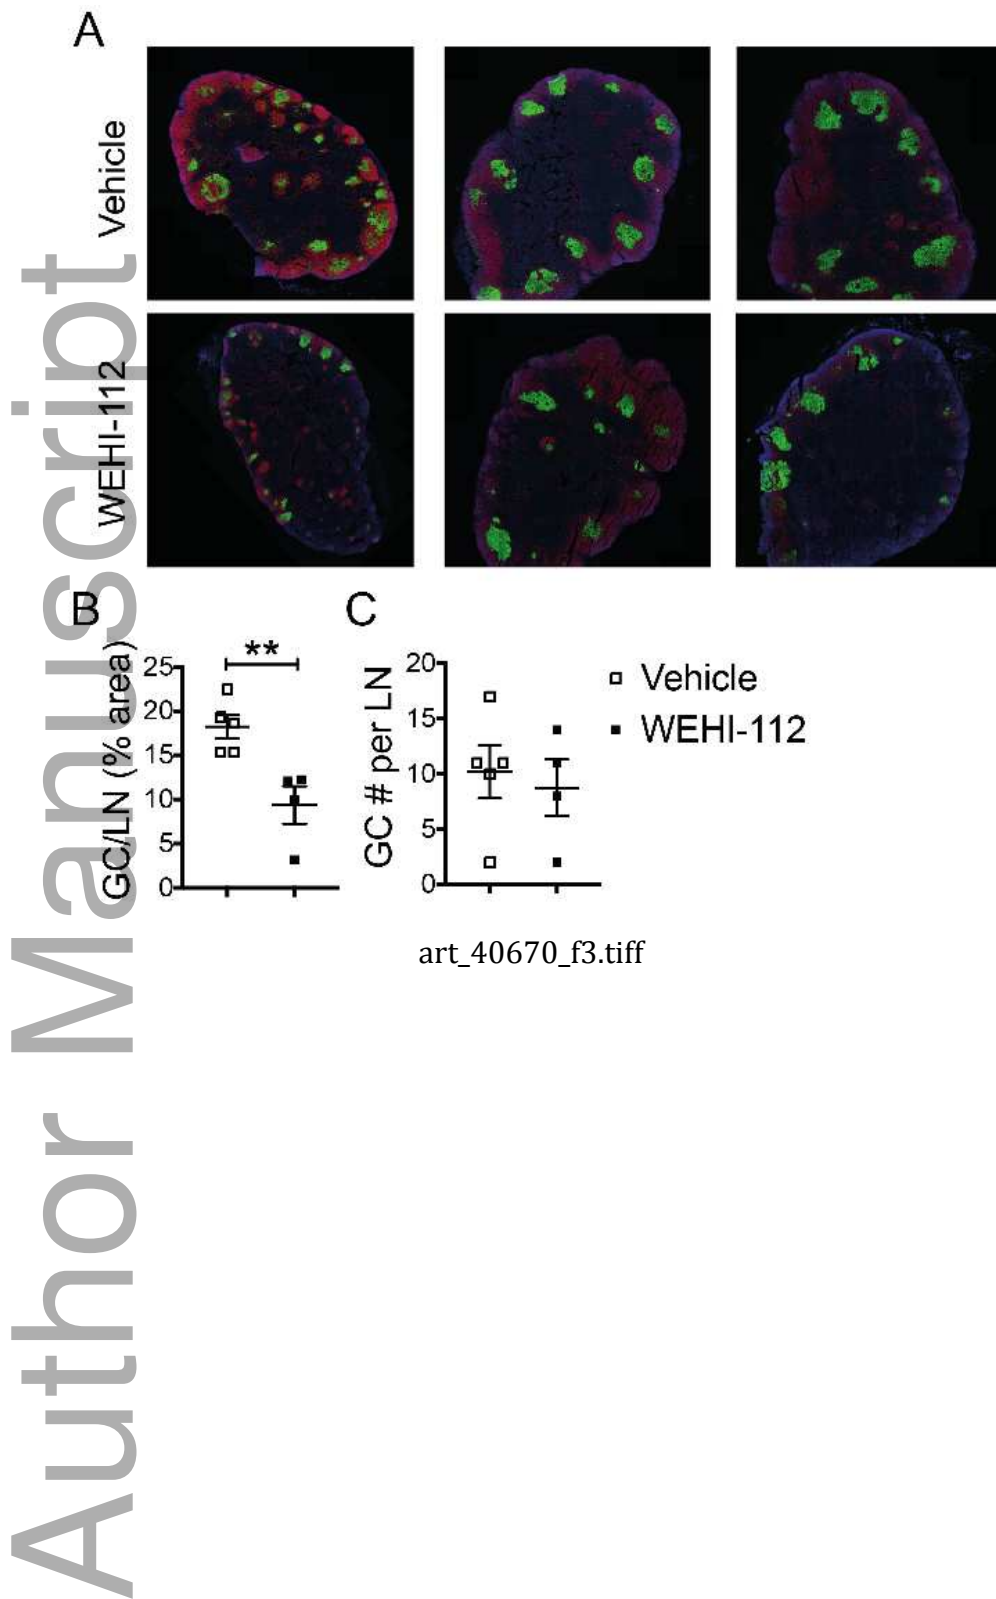 A
Vehicle
WEHI-112
B
C
GC/LN (% area)
25
20
15
10
5
0
**
GC # per LN
20
15
10
5
0
Vehicle
WEHI-112
art_40670_f3.tiff
Author Manuscript